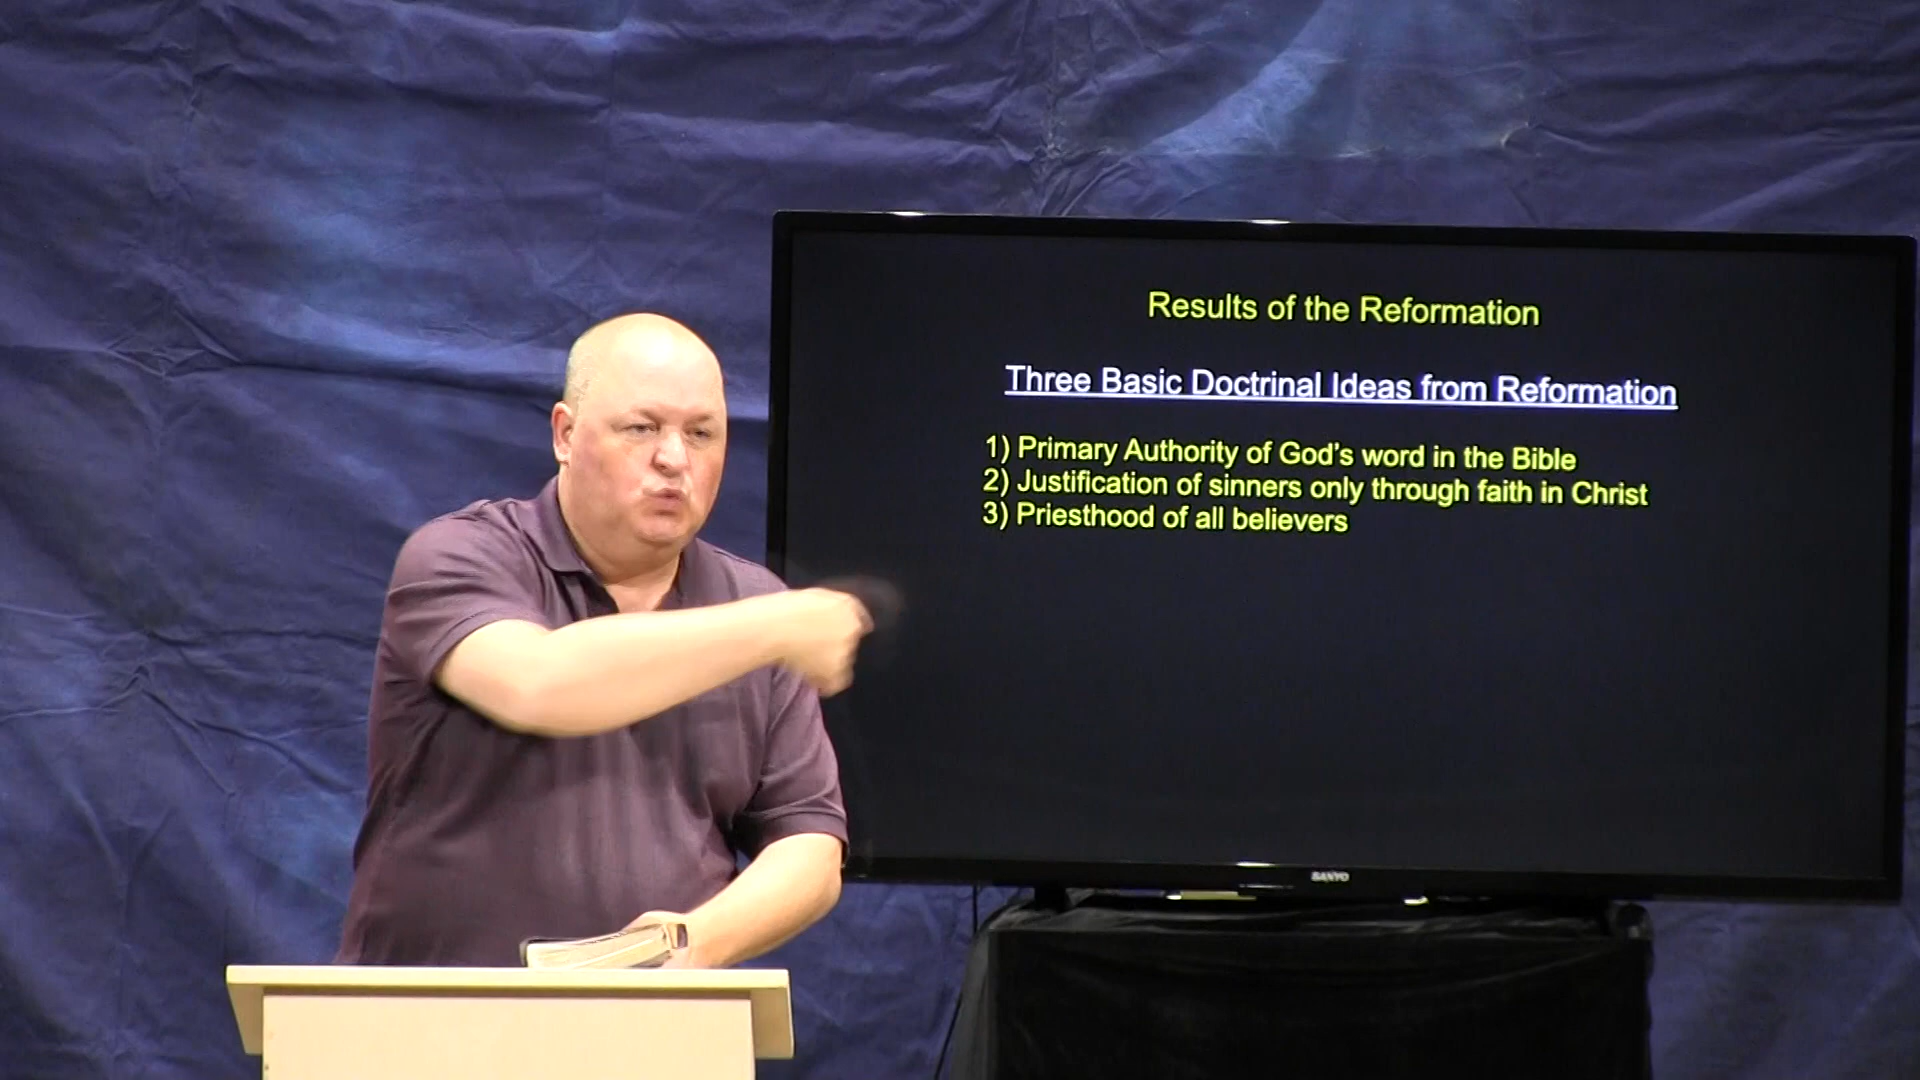 Results of the Reformation
Three Basic Doctrinal Ideas from Reformation
1) Primary Authority of God's word in the Bible
2) Justification of sinners only through faith in Christ
3) Priesthood of all believers
SANYO